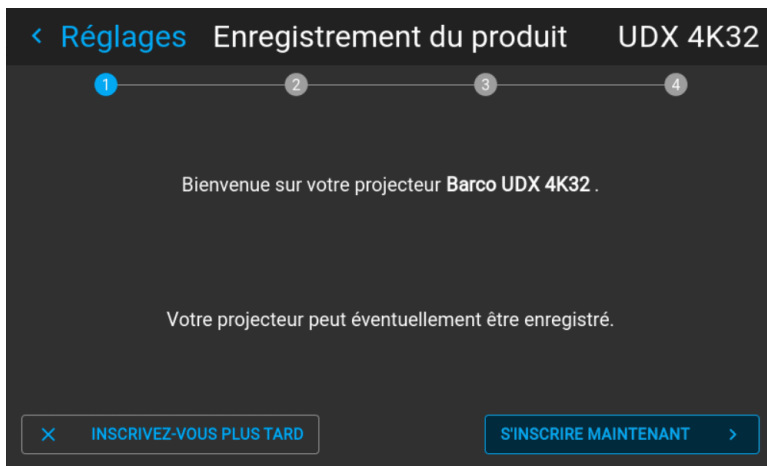 < Réglages Enregistrement du produit UDX 4K32
1 2 3 4
Bienvenue sur votre projecteur Barco UDX 4K32 .
Votre projecteur peut éventuellement être enregistré.
INSCRIVEZ-VOUS PLUS TARD S'INSCRIRE MAINTENANT >